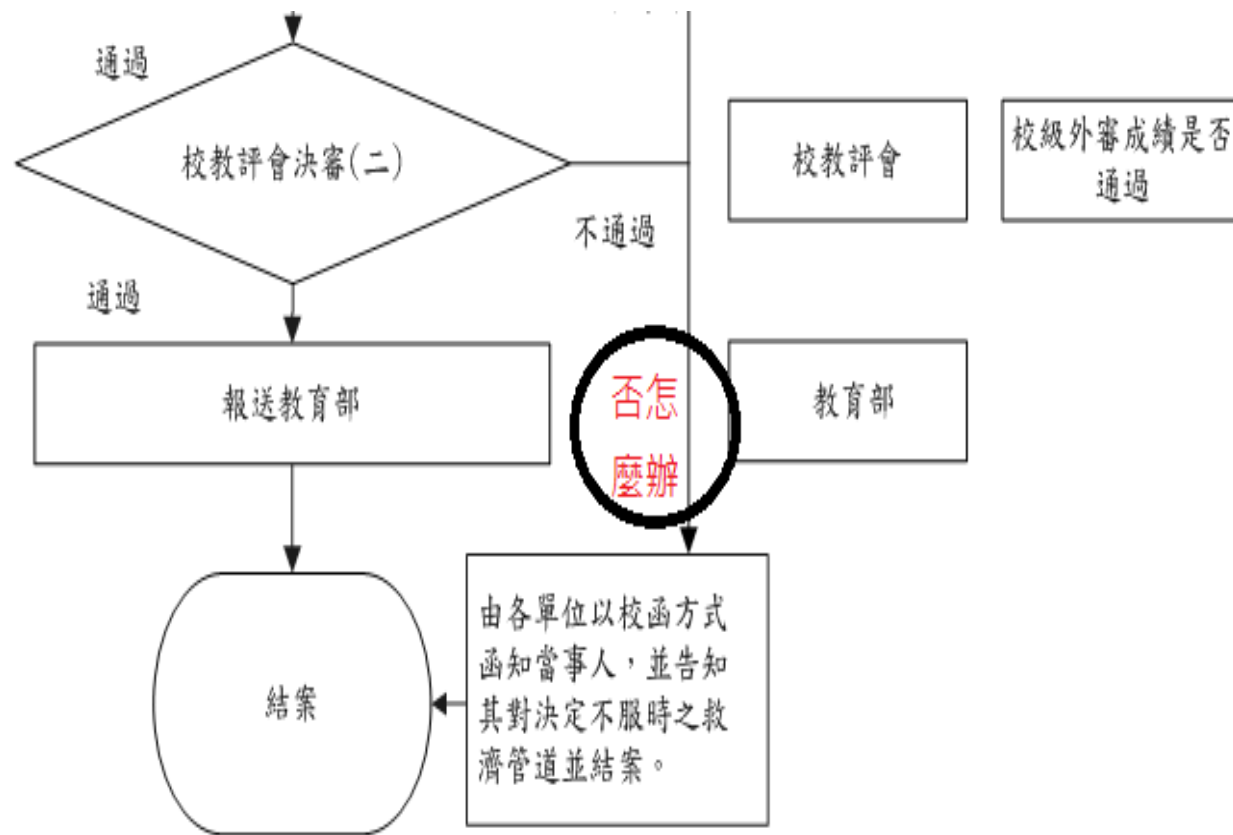 通過
校教評會決審(二)
校教評會
校級外審成績是否
通過
不通過
通過
報送教育部
否怎
麼辦
教育部
由各單位以校函方式
函知當事人，並告知
其對決定不服時之救
濟管道並結案。
結案